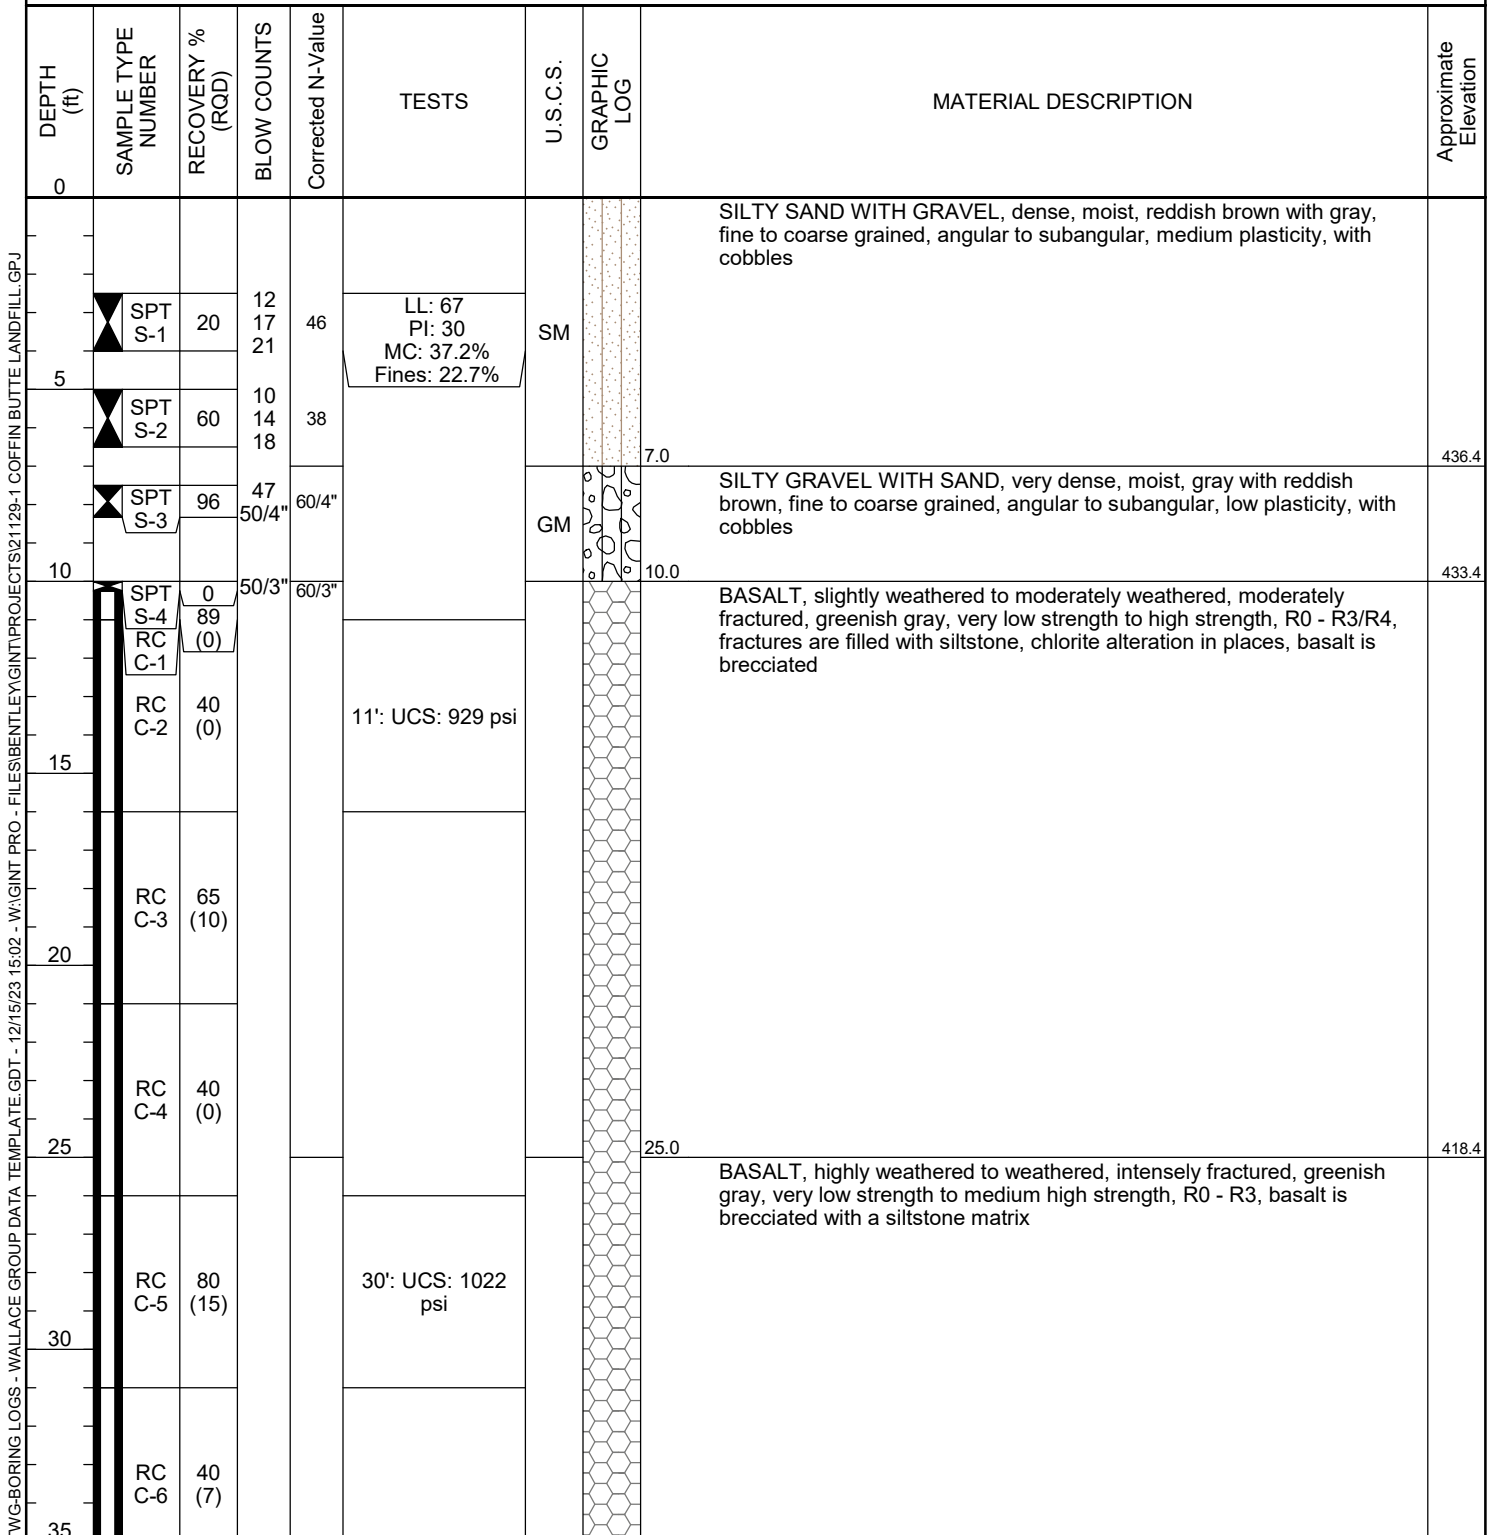 DEPTH
(ft)
SAMPLE TYPE
NUMBER
RECOVERY %
(RQD)
BLOW COUNTS
Corrected N-Value
TESTS
U.S.C.S.
GRAPHIC
LOG
MATERIAL DESCRIPTION
Approximate
Elevation
0
SILTY SAND WITH GRAVEL, dense, moist, reddish brown with gray,
fine to coarse grained, angular to subangular, medium plasticity, with
cobbles
SPT
S-1
20
12
17
21
46
LL: 67
PI: 30
MC: 37.2%
Fines: 22.7%
SM
5
SPT
S-2
60
10
14
18
38
7.0
436.4
SILTY GRAVEL WITH SAND, very dense, moist, gray with reddish
brown, fine to coarse grained, angular to subangular, low plasticity, with
cobbles
SPT
S-3
96
47
50/4"
60/4"
GM
10
10.0
433.4
SPT
S-4
0
50/3"
60/3"
BASALT, slightly weathered to moderately weathered, moderately
fractured, greenish gray, very low strength to high strength, R0 - R3/R4,
fractures are filled with siltstone, chlorite alteration in places, basalt is
brecciated
RC
C-1
89
(0)
RC
C-2
40
(0)
11': UCS: 929 psi
15
RC
C-3
65
(10)
20
RC
C-4
40
(0)
25
25.0
418.4
BASALT, highly weathered to weathered, intensely fractured, greenish
gray, very low strength to medium high strength, R0 - R3, basalt is
brecciated with a siltstone matrix
RC
C-5
80
(15)
30': UCS: 1022
psi
30
RC
C-6
40
(7)
35
TWG-BORING LOGS - WALLACE GROUP DATA TEMPLATE.GDT - 12/15/23 15:02 - W:\GINT PRO - FILES\BENTLEY\GINT\PROJECTS\21129-1 COFFIN BUTTE LANDFILL.GPJ